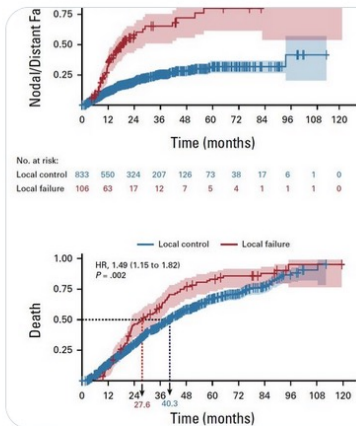 Nodal/Distant Fa
0.75
0.50
0.25
0 12 24 36 48 60 72 84 96 108 120
Time (months)
No. at risk:
Local control 833 550 324 207 126 73 38 17 6 1 0
Local failure 106 63 17 12 7 5 4 1 1 1 0
Local control Local failure
HR, 1.49 (1.15 to 1.82)
P = .002
Death
1.00
0.75
0.50
0.25
0 12 24 36 48 60 72 84 96 108 120
27.6 40.3
Time (months)